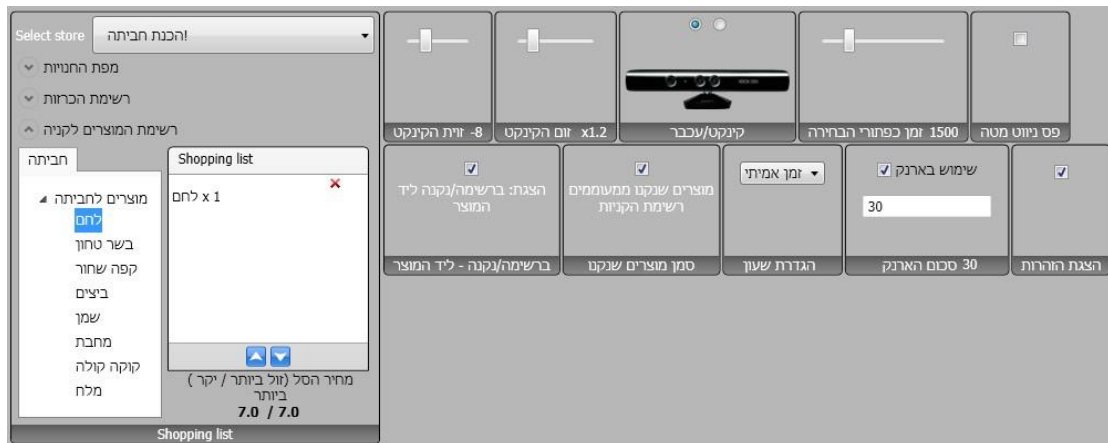 Select store
הכנת חביתה!
מפת החנויות
רשימת הכרזות
רשימת המוצרים לקניה
חביתה
מוצרים לחביתה
לחם
בשר טחון
קפה שחור
ביצים
שמן
מחבת
קוקה קולה
מלח
Shopping list
לחם x 1
מחיר הסל (זול ביותר / יקר
ביותר)
7.0 / 7.0
Shopping list
זוית הקינקט -8
זום הקינקט x1.2
קינקט/עכבר
זמן כפתורי הבחירה 1500
פס ניווט מטה
הצגת: ברשימה/נקנה ליד
המוצר
ברשימה/נקנה - ליד המוצר
מוצרים שנקנו מעומעמים
רשימת הקניות
סמן מוצרים שנקנו
זמן אמיתי
הגדרת שעון
שימוש בארנק
30
סכום הארנק 30
הצגת הזהרות